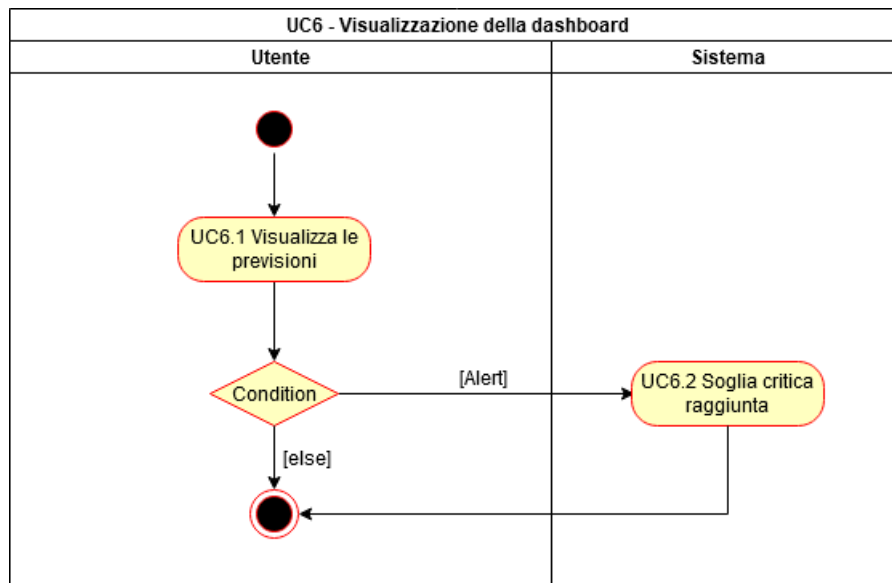 UC6 - Visualizzazione della dashboard
Utente
Sistema
UC6.1 Visualizza le
previsioni
Condition
[Alert]
UC6.2 Soglia critica
raggiunta
[else]